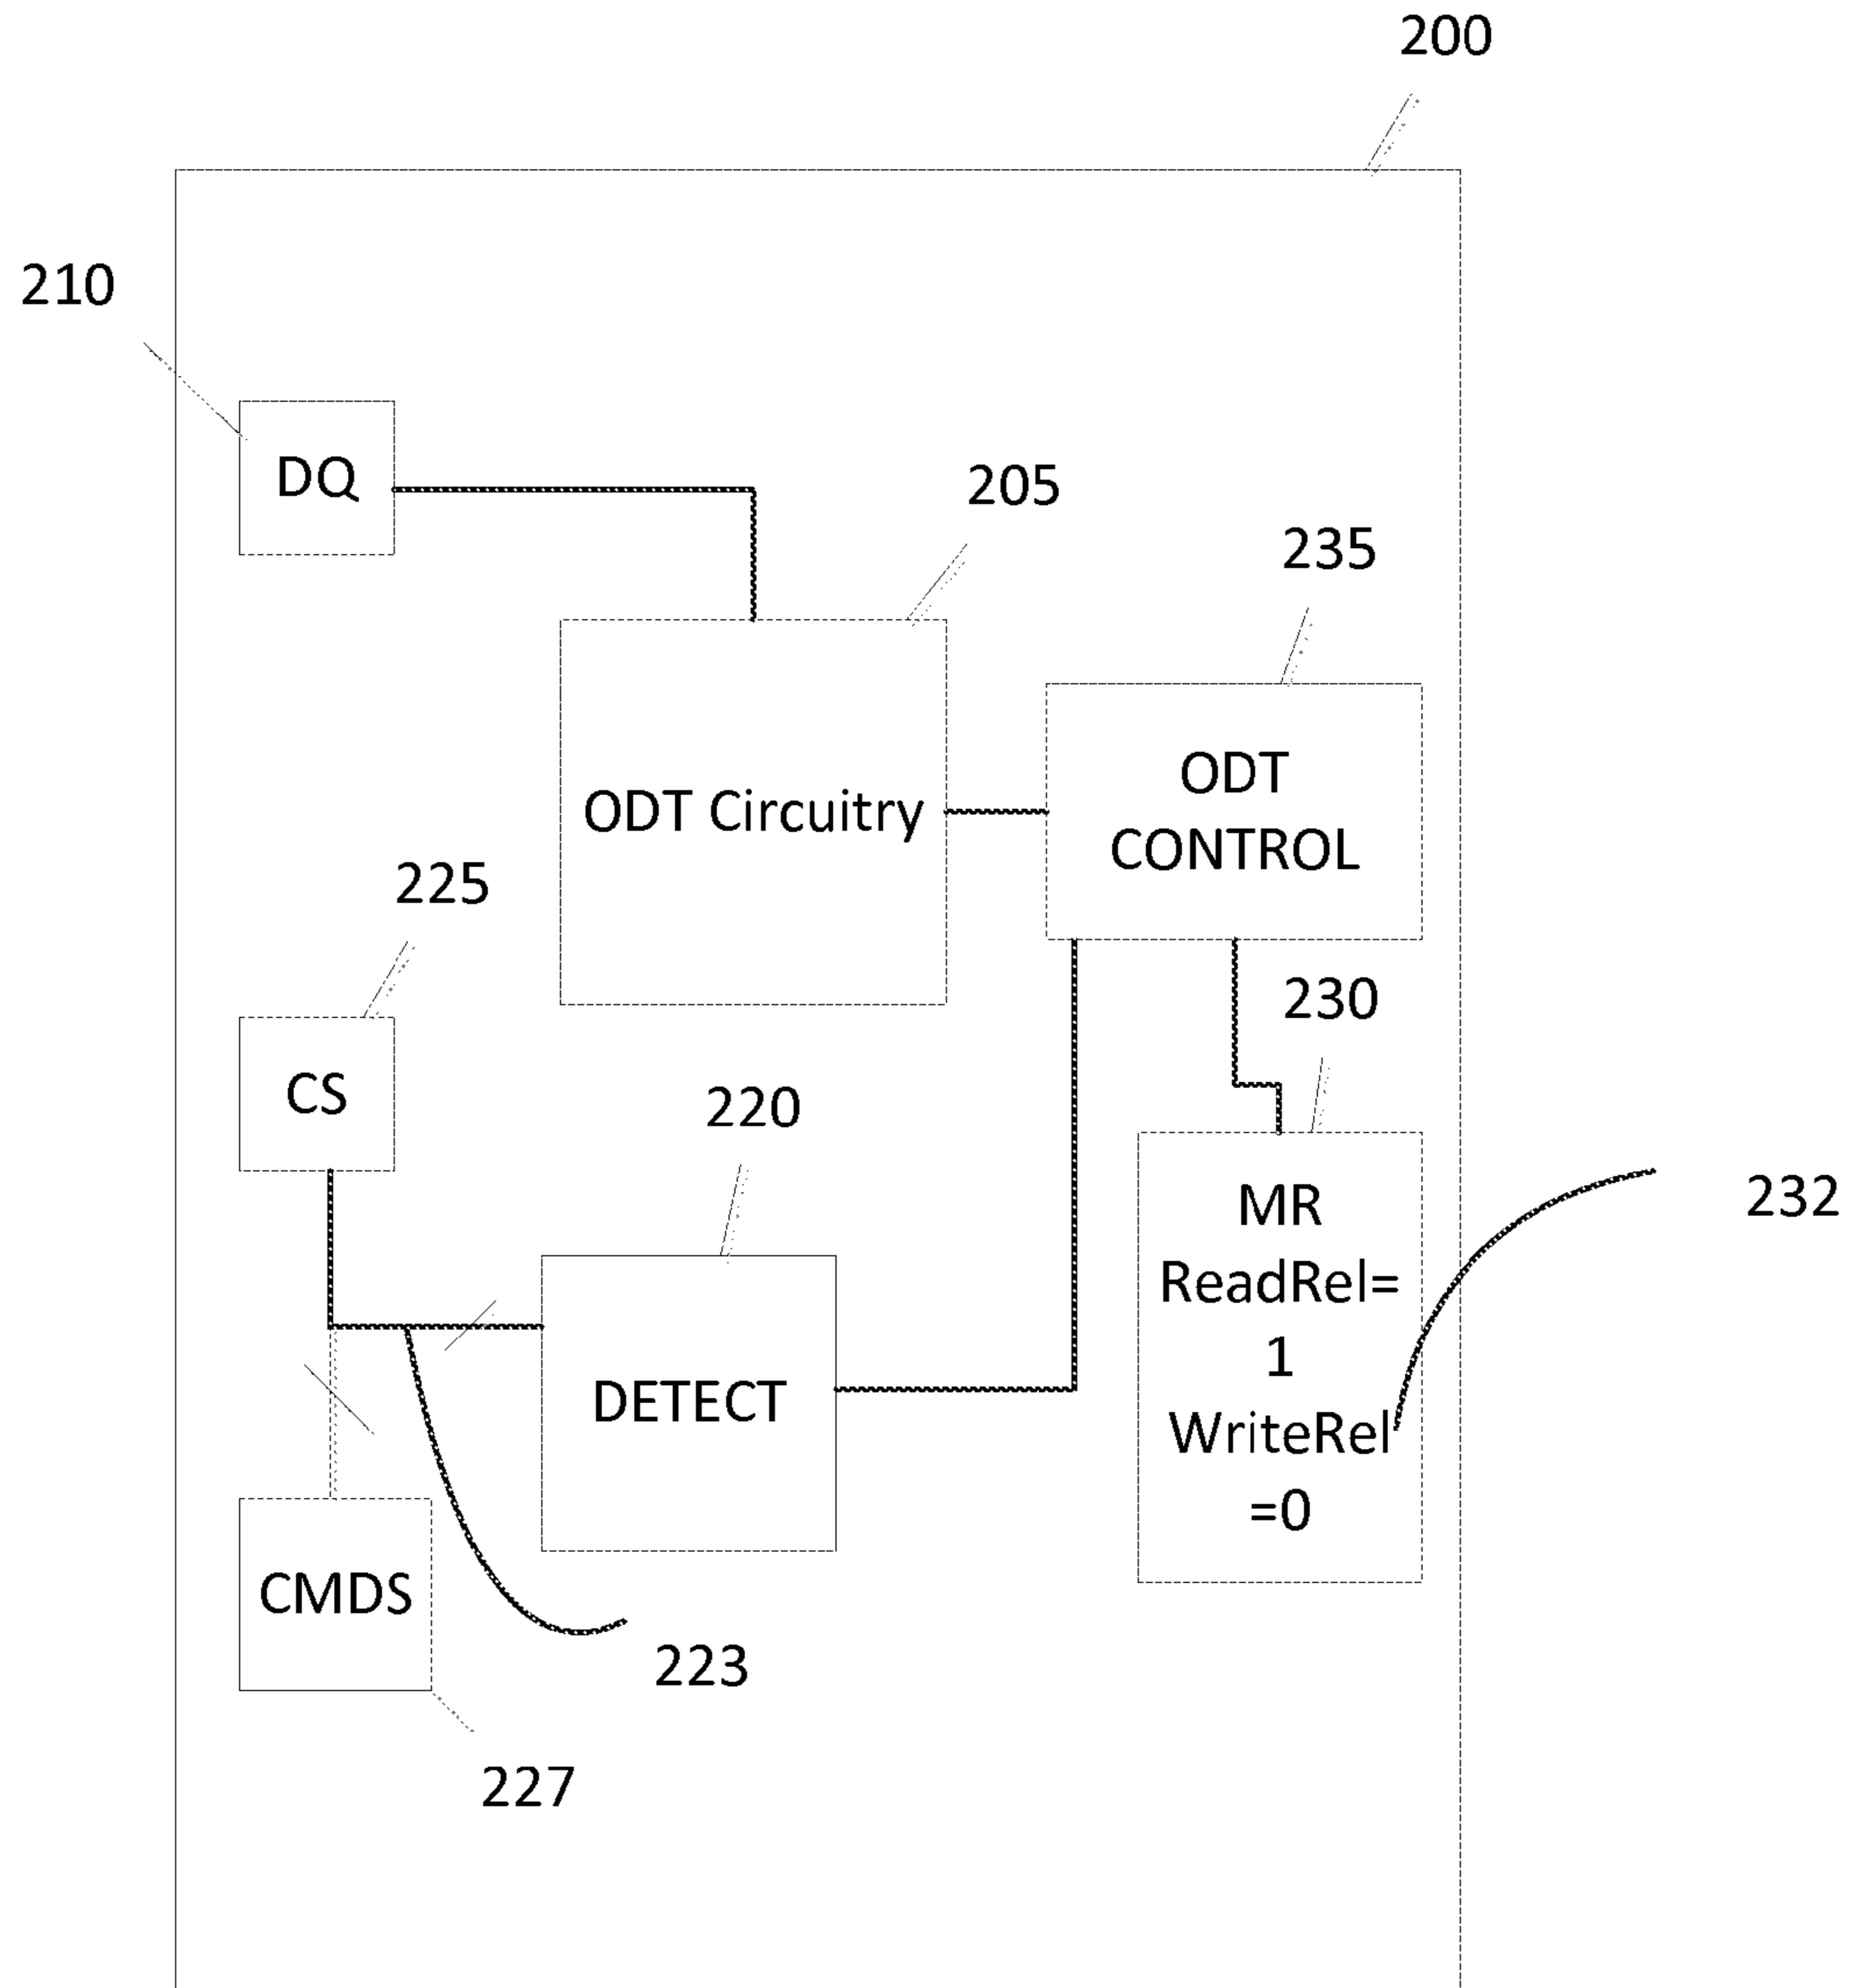 200
210
DQ
205
235
ODT Circuitry
ODT
CONTROL
225
230
CS
220
MR
ReadRel=
1
WriteRel
=0
232
DETECT
CMDS
223
227